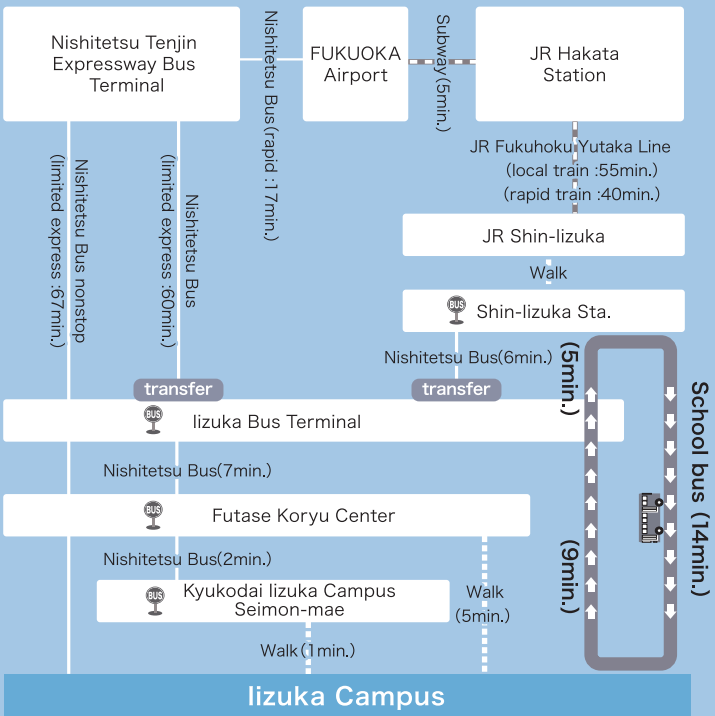 Nishitetsu Tenjin
Expressway Bus
Terminal
Nishitetsu Bus(rapid :17min.)
FUKUOKA
Airport
Subway(5min.)
JR Hakata
Station
JR Fukuhoku Yutaka Line
(local train :55min.)
(rapid train :40min.)
JR Shin-Iizuka
Walk
BUS
Shin-Iizuka Sta.
Nishitetsu Bus(6min.)
Nishitetsu Bus nonstop
(limited express :67min.)
Nishitetsu Bus
(limited express :60min.)
transfer
transfer
BUS
Iizuka Bus Terminal
Nishitetsu Bus(7min.)
BUS
Futase Koryu Center
Nishitetsu Bus(2min.)
BUS
Kyukodai Iizuka Campus
Seimon-mae
Walk(1min.)
Walk
(5min.)
(5min.)
(9min.)
School bus (14min.)
Iizuka Campus